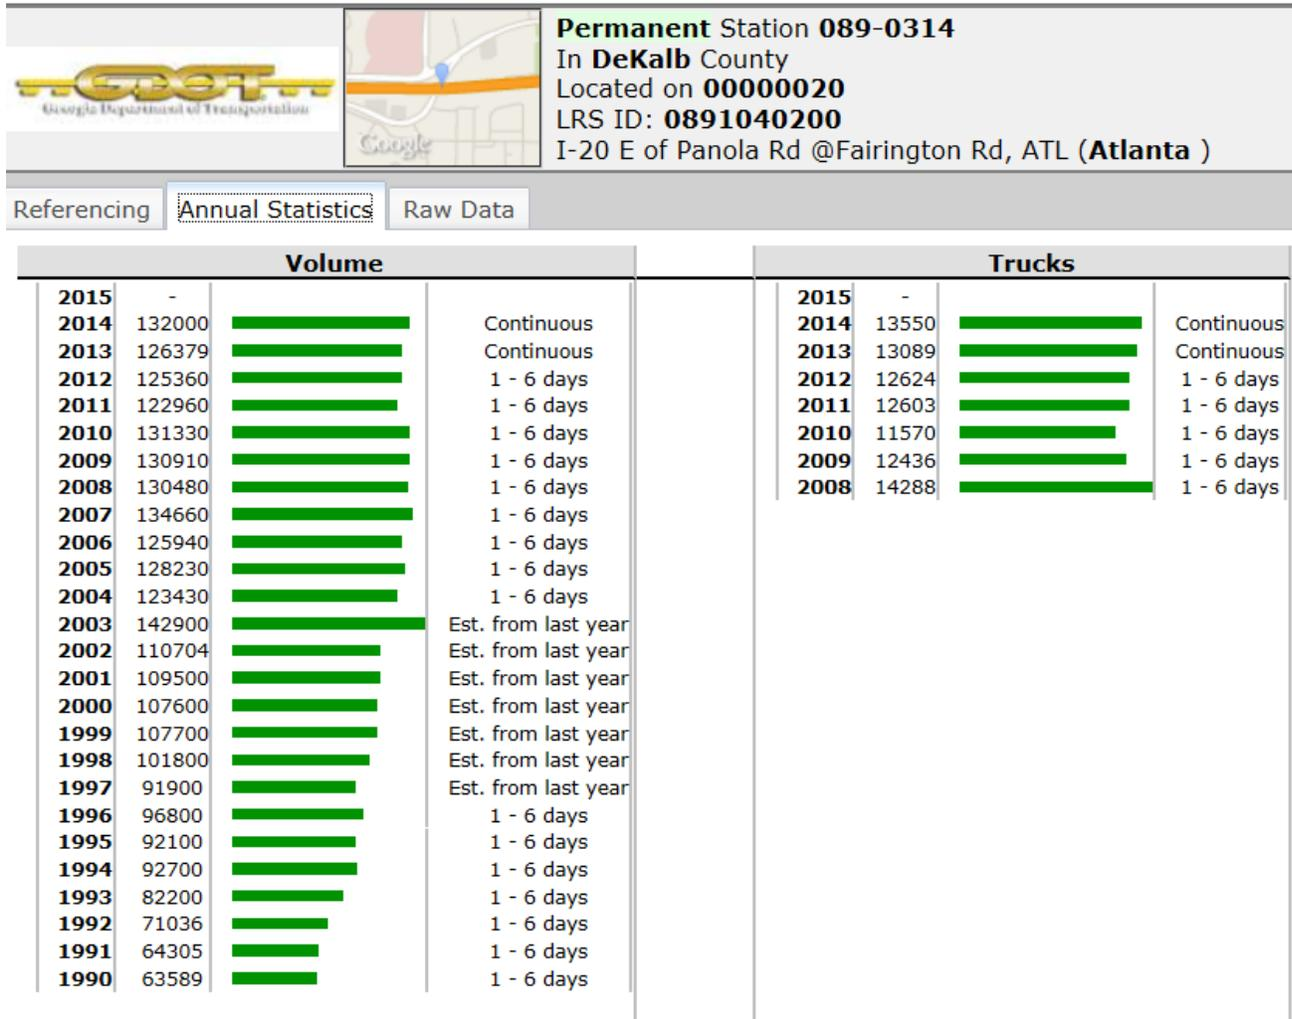 GDOT
Georgia Department of Transportation
Google
Permanent Station 089-0314
In DeKalb County
Located on 00000020
LRS ID: 0891040200
I-20 E of Panola Rd @Fairington Rd, ATL (Atlanta )
Referencing Annual Statistics Raw Data
Volume
2015 -
2014 132000 Continuous
2013 126379 Continuous
2012 125360 1 - 6 days
2011 122960 1 - 6 days
2010 131330 1 - 6 days
2009 130910 1 - 6 days
2008 130480 1 - 6 days
2007 134660 1 - 6 days
2006 125940 1 - 6 days
2005 128230 1 - 6 days
2004 123430 1 - 6 days
2003 142900 Est. from last year
2002 110704 Est. from last year
2001 109500 Est. from last year
2000 107600 Est. from last year
1999 107700 Est. from last year
1998 101800 Est. from last year
1997 91900 Est. from last year
1996 96800 1 - 6 days
1995 92100 1 - 6 days
1994 92700 1 - 6 days
1993 82200 1 - 6 days
1992 71036 1 - 6 days
1991 64305 1 - 6 days
1990 63589 1 - 6 days
Trucks
2015 -
2014 13550 Continuous
2013 13089 Continuous
2012 12624 1 - 6 days
2011 12603 1 - 6 days
2010 11570 1 - 6 days
2009 12436 1 - 6 days
2008 14288 1 - 6 days